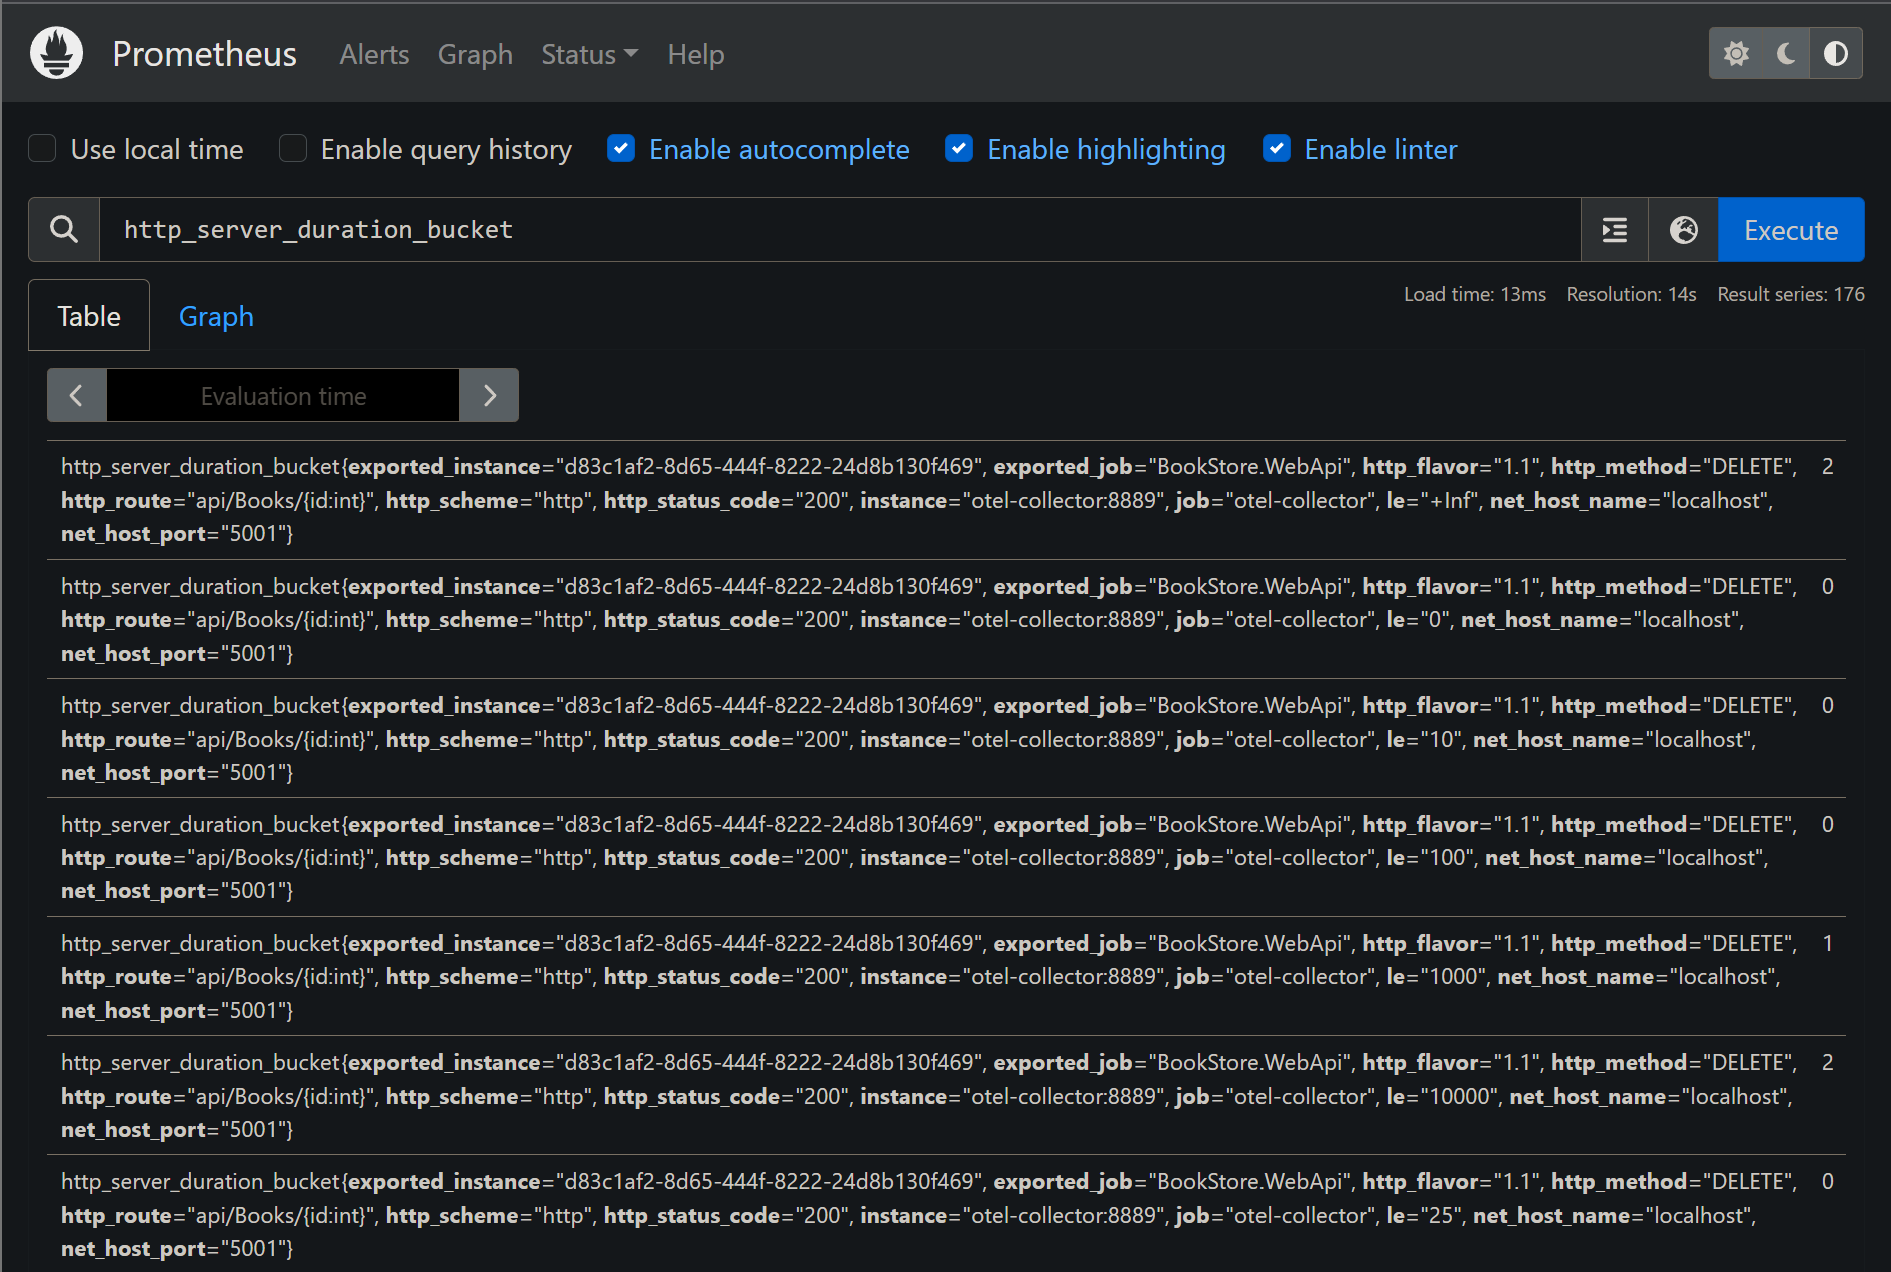 Prometheus Alerts Graph Status Help
Use local time Enable query history Enable autocomplete Enable highlighting Enable linter
http_server_duration_bucket Execute
Table Graph Load time: 13ms Resolution: 14s Result series: 176
Evaluation time
http_server_duration_bucket{exported_instance="d83c1af2-8d65-444f-8222-24d8b130f469", exported_job="BookStore.WebApi", http_flavor="1.1", http_method="DELETE", 2
http_route="api/Books/{id:int}", http_scheme="http", http_status_code="200", instance="otel-collector:8889", job="otel-collector", le="+Inf", net_host_name="localhost",
net_host_port="5001"}
http_server_duration_bucket{exported_instance="d83c1af2-8d65-444f-8222-24d8b130f469", exported_job="BookStore.WebApi", http_flavor="1.1", http_method="DELETE", 0
http_route="api/Books/{id:int}", http_scheme="http", http_status_code="200", instance="otel-collector:8889", job="otel-collector", le="0", net_host_name="localhost",
net_host_port="5001"}
http_server_duration_bucket{exported_instance="d83c1af2-8d65-444f-8222-24d8b130f469", exported_job="BookStore.WebApi", http_flavor="1.1", http_method="DELETE", 0
http_route="api/Books/{id:int}", http_scheme="http", http_status_code="200", instance="otel-collector:8889", job="otel-collector", le="10", net_host_name="localhost",
net_host_port="5001"}
http_server_duration_bucket{exported_instance="d83c1af2-8d65-444f-8222-24d8b130f469", exported_job="BookStore.WebApi", http_flavor="1.1", http_method="DELETE", 0
http_route="api/Books/{id:int}", http_scheme="http", http_status_code="200", instance="otel-collector:8889", job="otel-collector", le="100", net_host_name="localhost",
net_host_port="5001"}
http_server_duration_bucket{exported_instance="d83c1af2-8d65-444f-8222-24d8b130f469", exported_job="BookStore.WebApi", http_flavor="1.1", http_method="DELETE", 1
http_route="api/Books/{id:int}", http_scheme="http", http_status_code="200", instance="otel-collector:8889", job="otel-collector", le="1000", net_host_name="localhost",
net_host_port="5001"}
http_server_duration_bucket{exported_instance="d83c1af2-8d65-444f-8222-24d8b130f469", exported_job="BookStore.WebApi", http_flavor="1.1", http_method="DELETE", 2
http_route="api/Books/{id:int}", http_scheme="http", http_status_code="200", instance="otel-collector:8889", job="otel-collector", le="10000", net_host_name="localhost",
net_host_port="5001"}
http_server_duration_bucket{exported_instance="d83c1af2-8d65-444f-8222-24d8b130f469", exported_job="BookStore.WebApi", http_flavor="1.1", http_method="DELETE", 0
http_route="api/Books/{id:int}", http_scheme="http", http_status_code="200", instance="otel-collector:8889", job="otel-collector", le="25", net_host_name="localhost",
net_host_port="5001"}